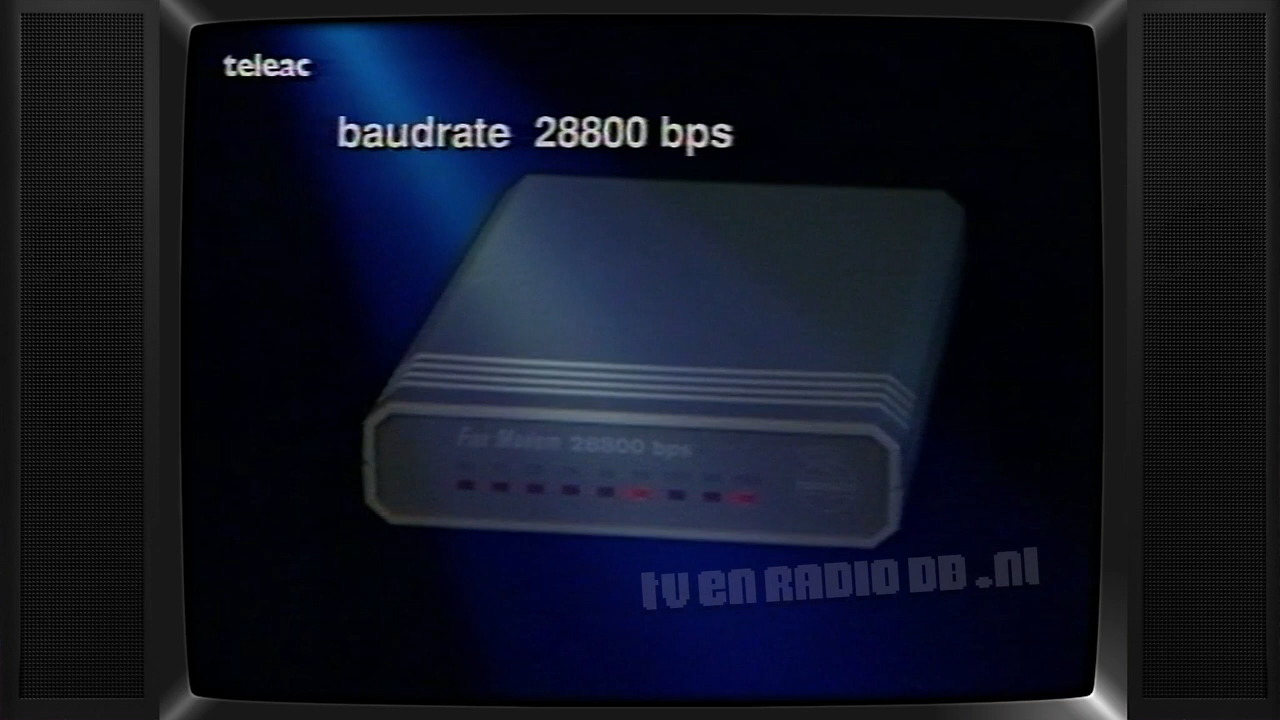 teleac
baudrate 28800 bps
Fax Modem 28800 bps
tv en RADIO DB .nl